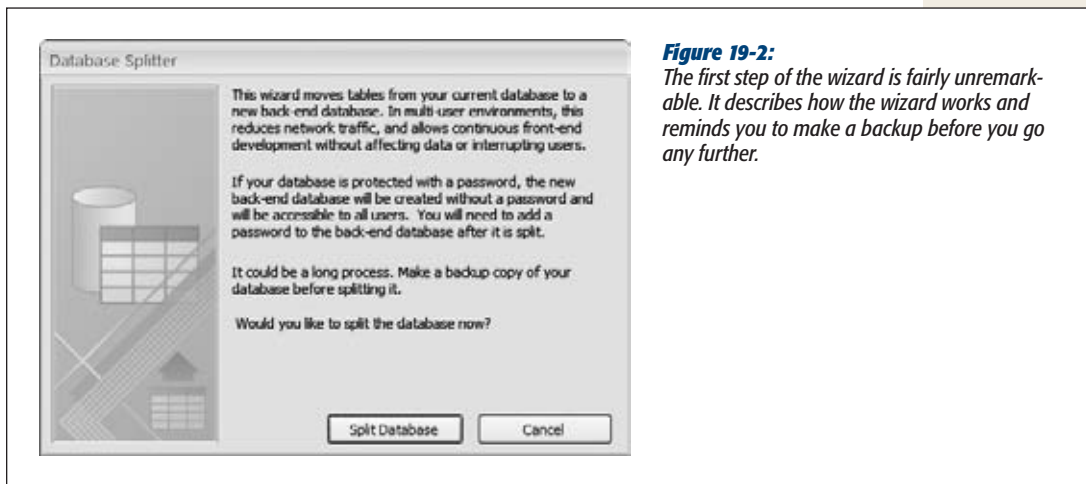 Database Splitter
This wizard moves tables from your current database to a
new back-end database. In multi-user environments, this
reduces network traffic, and allows continuous front-end
development without affecting data or interrupting users.
If your database is protected with a password, the new
back-end database will be created without a password and
will be accessible to all users. You will need to add a
password to the back-end database after it is split.
It could be a long process. Make a backup copy of your
database before splitting it.
Would you like to split the database now?
Split Database
Cancel
Figure 19-2:
The first step of the wizard is fairly unremark-
able. It describes how the wizard works and
reminds you to make a backup before you go
any further.